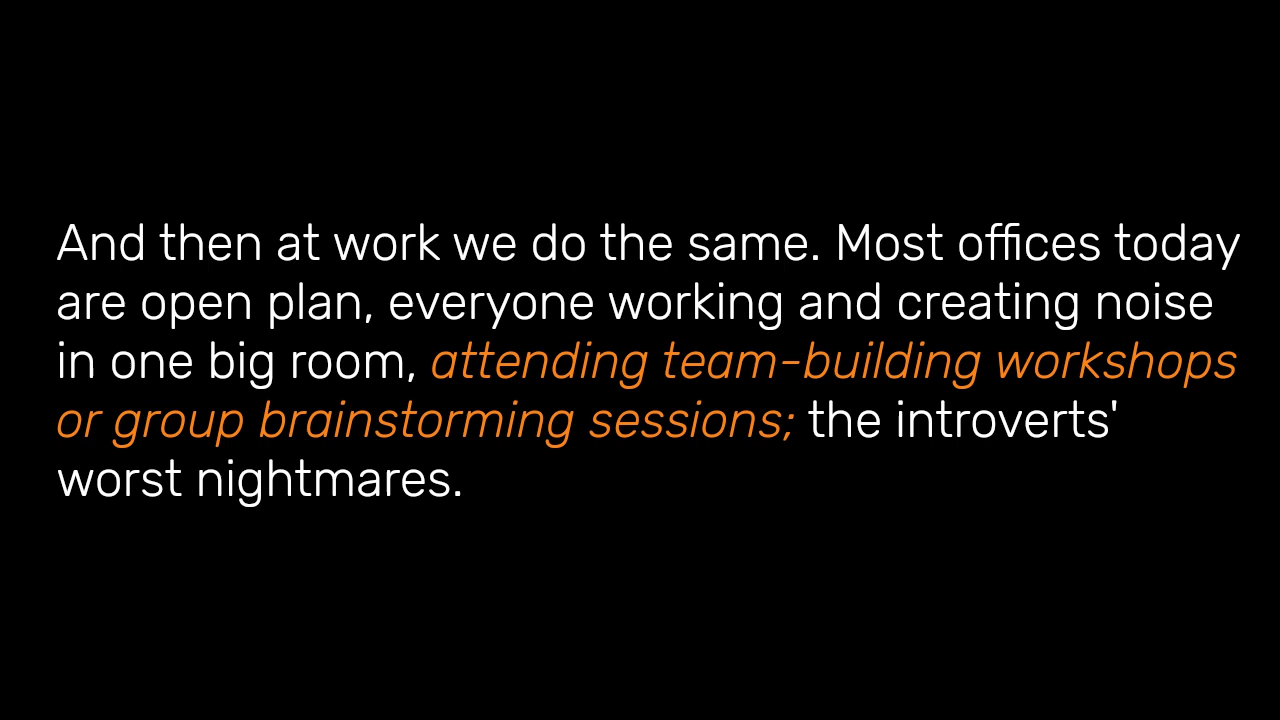 And then at work we do the same. Most offices today
are open plan, everyone working and creating noise
in one big room, attending team-building workshops
or group brainstorming sessions; the introverts'
worst nightmares.